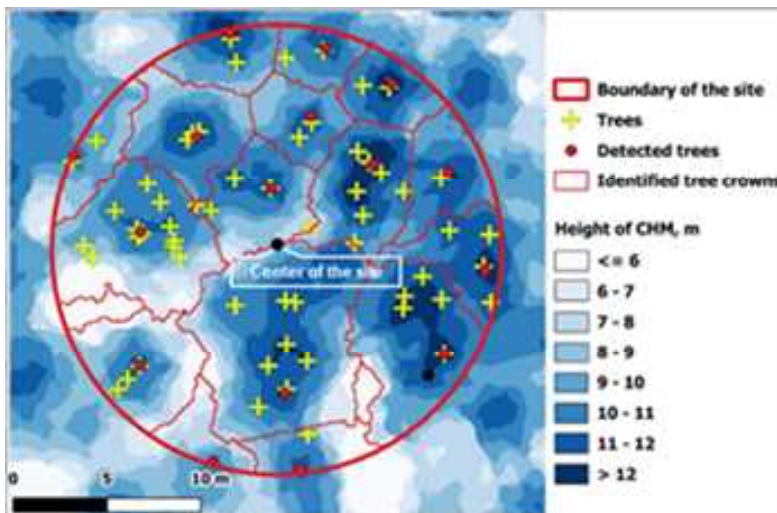 Center of the site
0 5 10 m
Boundary of the site
Trees
Detected trees
Identified tree crowns
Height of CHM, m
<= 6
6 - 7
7 - 8
8 - 9
9 - 10
10 - 11
11 - 12
> 12